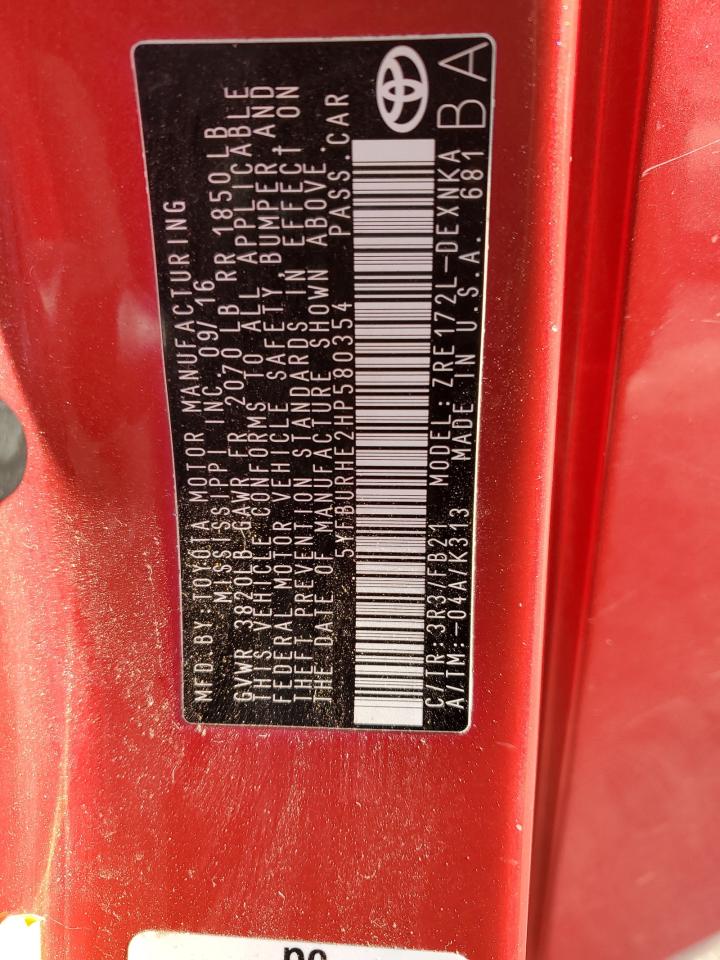 MFD.BY:TOYOTA MOTOR MANUFACTURING
MISSISSIPPI INC.09/16
GVWR 3820LB GAWR FR 2070 LB RR 1850 LB
THIS VEHICLE CONFORMS TO ALL APPLICABLE
FEDERAL MOTOR VEHICLE SAFETY,BUMPER,AND
THEFT PREVENTION STANDARDS IN EFFECT ON
THE DATE OF MANUFACTURE SHOWN ABOVE.
5YFBURHE2HP580354 PASS.CAR
C/TR:3R3/FB21 MODEL:ZRE172L-DEXNKA
A/TM:-04A/K313 MADE IN U.S.A. 681
BA